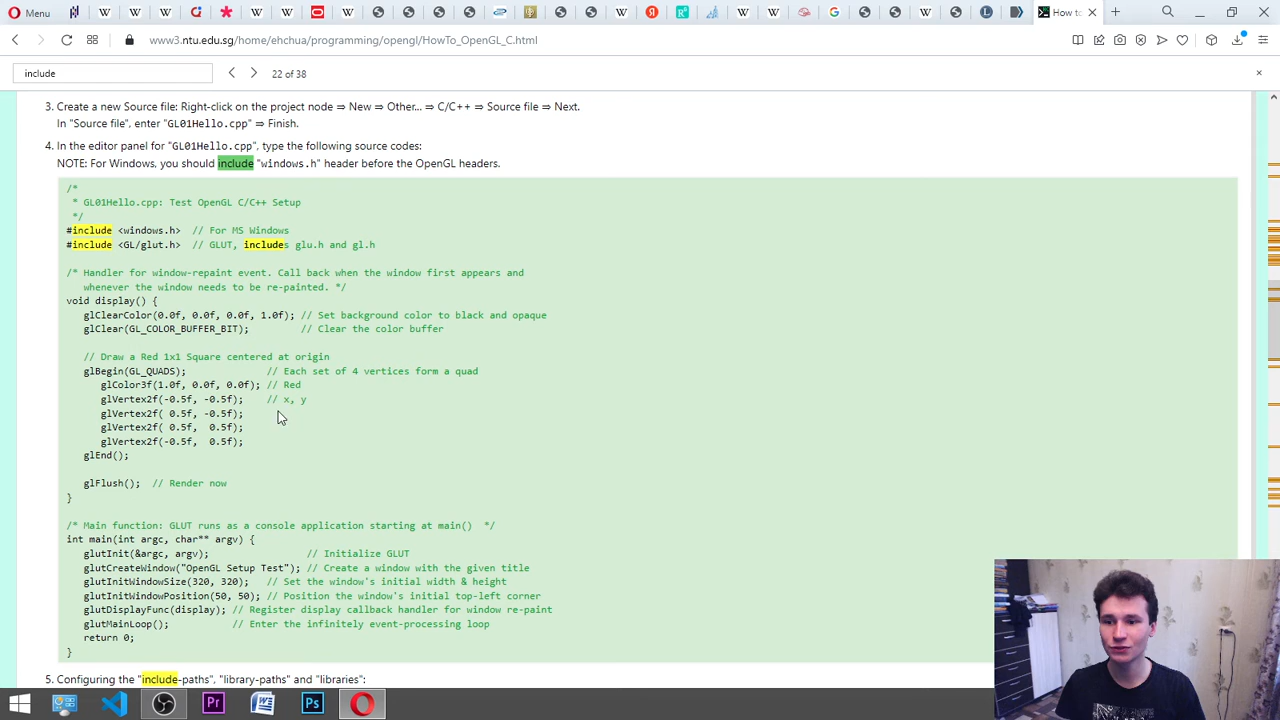 Menu
How to
www3.ntu.edu.sg/home/ehchua/programming/opengl/HowTo_OpenGL_C.html
include
22 of 38
3. Create a new Source file: Right-click on the project node ⇒ New ⇒ Other... ⇒ C/C++ ⇒ Source file ⇒ Next.
In "Source file", enter "GL01Hello.cpp" ⇒ Finish.
4. In the editor panel for "GL01Hello.cpp", type the following source codes:
NOTE: For Windows, you should include "windows.h" header before the OpenGL headers.
/*
* GL01Hello.cpp: Test OpenGL C/C++ Setup
*/
#include <windows.h>  // For MS Windows
#include <GL/glut.h>  // GLUT, includes glu.h and gl.h
/* Handler for window-repaint event. Call back when the window first appears and
whenever the window needs to be re-painted. */
void display() {
glClearColor(0.0f, 0.0f, 0.0f, 1.0f); // Set background color to black and opaque
glClear(GL_COLOR_BUFFER_BIT);         // Clear the color buffer
// Draw a Red 1x1 Square centered at origin
glBegin(GL_QUADS);              // Each set of 4 vertices form a quad
glColor3f(1.0f, 0.0f, 0.0f); // Red
glVertex2f(-0.5f, -0.5f);    // x, y
glVertex2f( 0.5f, -0.5f);
glVertex2f( 0.5f,  0.5f);
glVertex2f(-0.5f,  0.5f);
glEnd();
glFlush();  // Render now
}
/* Main function: GLUT runs as a console application starting at main()  */
int main(int argc, char** argv) {
glutInit(&argc, argv);                 // Initialize GLUT
glutCreateWindow("OpenGL Setup Test"); // Create a window with the given title
glutInitWindowSize(320, 320);   // Set the window's initial width & height
glutInitWindowPosition(50, 50); // Position the window's initial top-left corner
glutDisplayFunc(display); // Register display callback handler for window re-paint
glutMainLoop();           // Enter the infinitely event-processing loop
return 0;
}
5. Configuring the "include-paths", "library-paths" and "libraries":